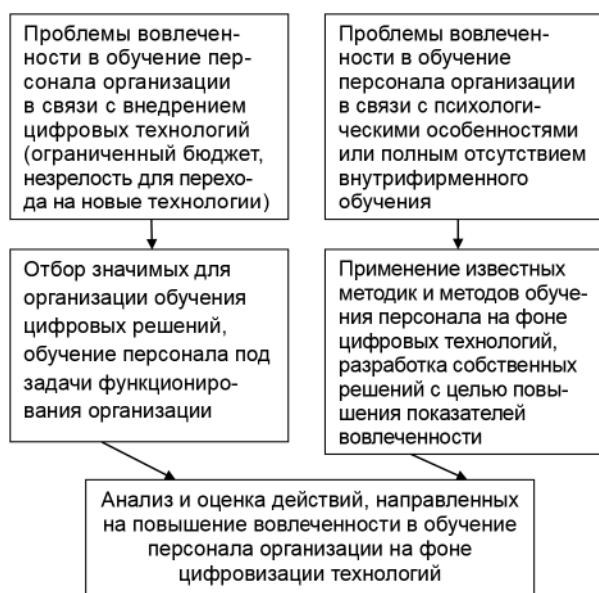 Проблемы вовлечен-
ности в обучение пер-
сонала организации
в связи с внедрением
цифровых технологий
(ограниченный бюджет,
незрелость для перехо-
да на новые технологии)
Проблемы вовлечен-
ности в обучение
персонала организации
в связи с психологи-
ческими особенностями
или полным отсутствием
внутрифирменного
обучения
Отбор значимых для
организации обучения
цифровых решений,
обучение персонала под
задачи функциониро-
вания организации
Применение известных
методик и методов обуче-
ния персонала на фоне
цифровых технологий,
разработка собственных
решений с целью повы-
шения показателей
вовлеченности
Анализ и оценка действий, направленных
на повышение вовлеченности в обучение
персонала организации на фоне
цифровизации технологий